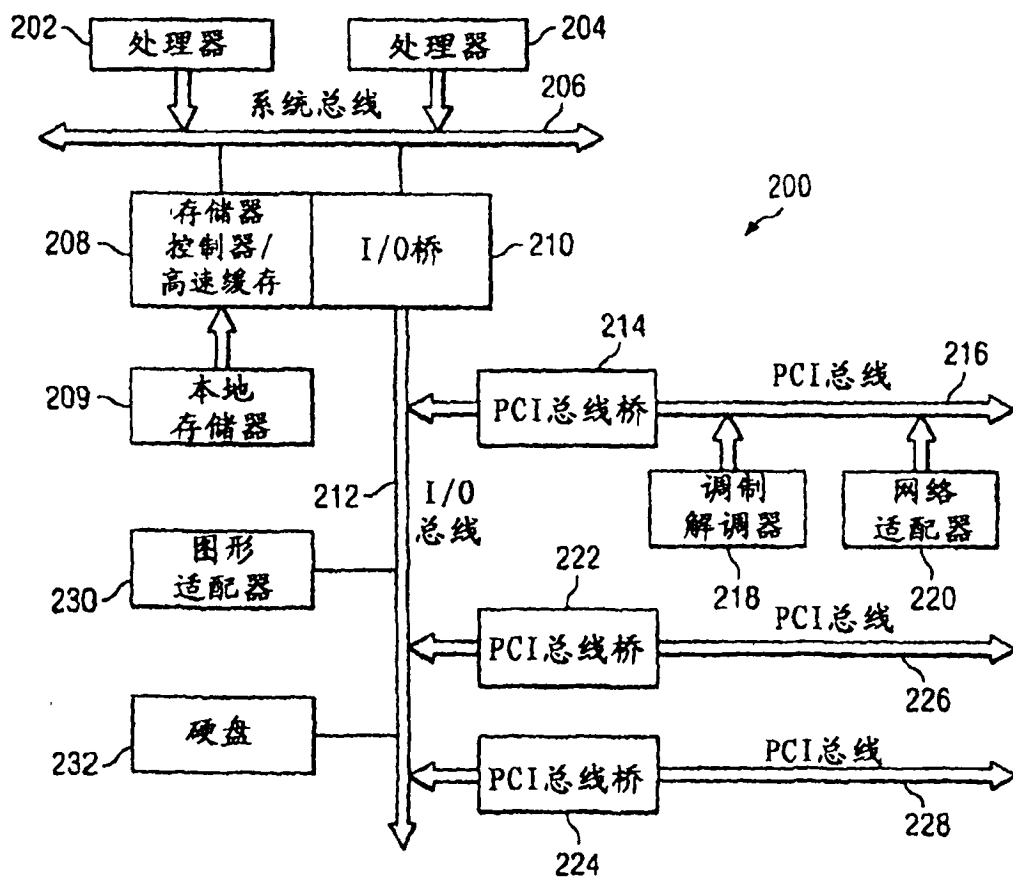 202
处理器
处理器
204
系统总线
206
200
208
存储器
控制器/
高速缓存
I/O桥
210
214
PCI总线
216
209
本地
存储器
PCI总线桥
212
I/O
总线
调制
解调器
网络
适配器
230
图形
适配器
222
218
220
PCI总线桥
PCI总线
226
232
硬盘
PCI总线桥
PCI总线
228
224